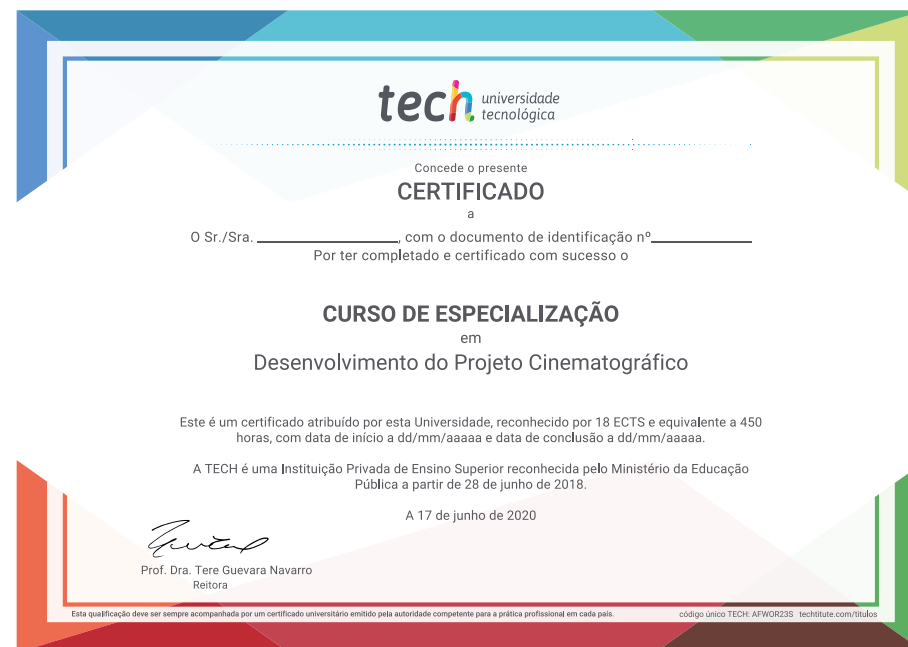 tech universidade
tecnológica
Concede o presente
CERTIFICADO
a
O Sr./Sra. ____________, com o documento de identificação nº_________
Por ter completado e certificado com sucesso o
CURSO DE ESPECIALIZAÇÃO
em
Desenvolvimento do Projeto Cinematográfico
Este é um certificado atribuído por esta Universidade, reconhecido por 18 ECTS e equivalente a 450
horas, com data de início a dd/mm/aaaaa e data de conclusão a dd/mm/aaaaa.
A TECH é uma Instituição Privada de Ensino Superior reconhecida pelo Ministério da Educação
Pública a partir de 28 de junho de 2018.
A 17 de junho de 2020
Prof. Dra. Tere Guevara Navarro
Reitora
Esta qualificação deve ser sempre acompanhada por um certificado universitário emitido pela autoridade competente para a prática profissional em cada país. código único TECH: AFWOR23S techtitute.com/titulos